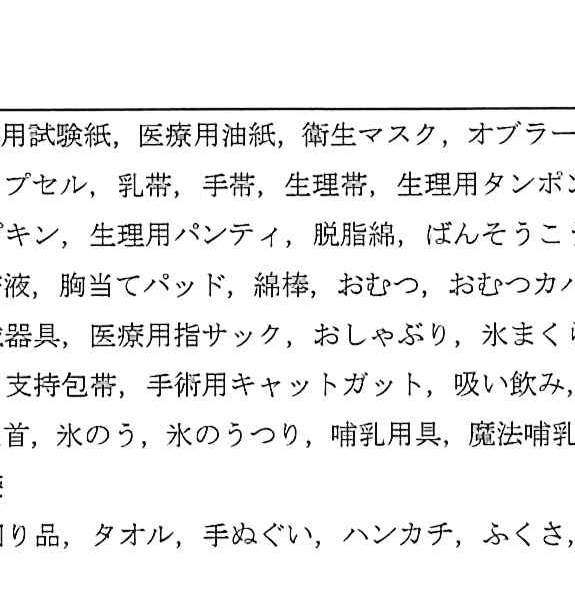 用試験紙，医療用油紙，衛生マスク，オブラー
プセル，乳帯，手帯，生理帯，生理用タンポン
キン，生理用パンティ，脱脂綿，ばんそうこ
液，胸当てパッド，綿棒，おむつ，おむつカバ
器具，医療用指サック，おしゃぶり，氷まくら
支持包帯，手術用キャットガット，吸い飲み，
首，氷のう，氷のうつり，哺乳用具，魔法哺乳
り品，タオル，手ぬぐい，ハンカチ，ふくさ，